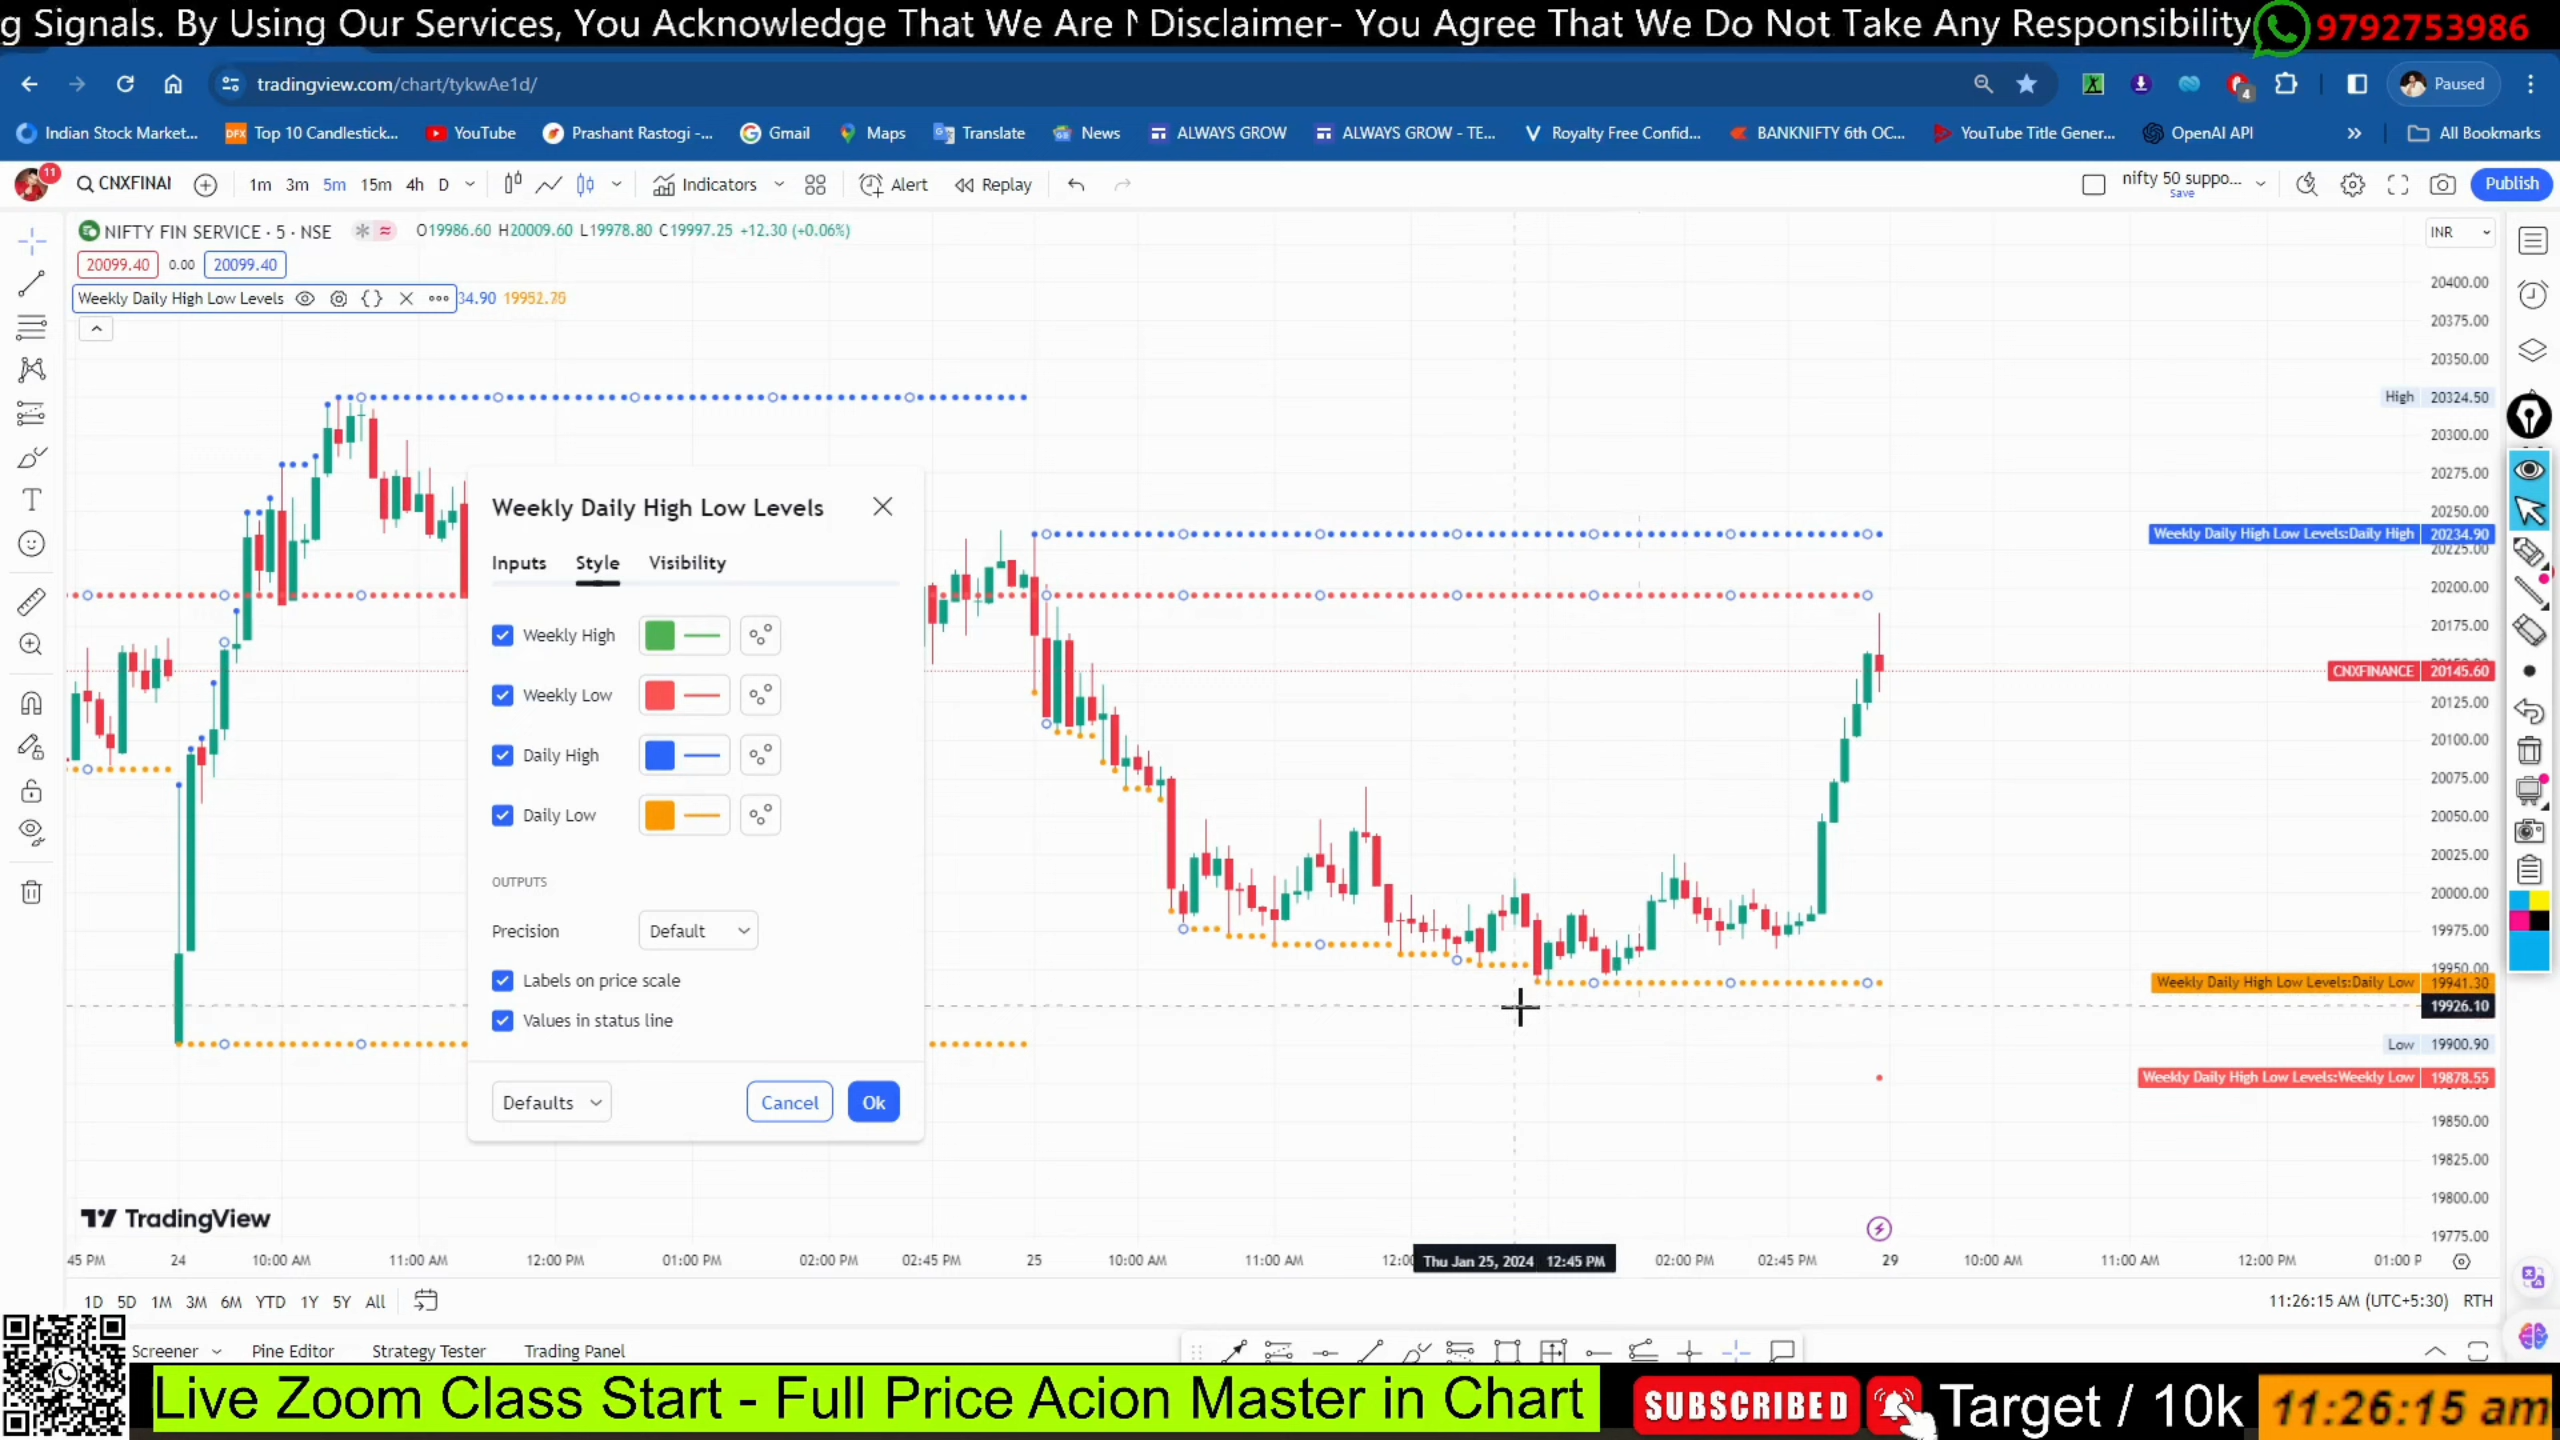 g Signals. By Using Our Services, You Acknowledge That We Are N Disclaimer- You Agree That We Do Not Take Any Responsibility 9792753986
tradingview.com/chart/tykwAe1d/ 4 Paused
Indian Stock Market... DFX Top 10 Candlestick... YouTube Prashant Rastogi -... Gmail Maps Translate News ALWAYS GROW ALWAYS GROW - TE... Royalty Free Confid... BANKNIFTY 6th OC... YouTube Title Gener... OpenAI API » All Bookmarks
11 CNXFINAI 1m 3m 5m 15m 4h D Indicators Alert Replay nifty 50 suppo... Save Publish
NIFTY FIN SERVICE · 5 · NSE O19986.60 H20009.60 L19978.80 C19997.25 +12.30 (+0.06%) INR
20099.40 0.00 20099.40
Weekly Daily High Low Levels 34.90 19952.75
20400.00
20375.00
20350.00
High 20324.50
20300.00
20275.00
20250.00
Weekly Daily High Low Levels:Daily High 20234.90
20225.00
20200.00
20175.00
CNXFINANCE 20145.60
20125.00
20100.00
20075.00
20050.00
20025.00
20000.00
19975.00
19950.00
Weekly Daily High Low Levels:Daily Low 19941.30
19926.10
Low 19900.90
Weekly Daily High Low Levels:Weekly Low 19878.55
19850.00
19825.00
19800.00
19775.00
Weekly Daily High Low Levels
Inputs Style Visibility
Weekly High
Weekly Low
Daily High
Daily Low
OUTPUTS
Precision Default
Labels on price scale
Values in status line
Defaults Cancel Ok
TradingView
45 PM 24 10:00 AM 11:00 AM 12:00 PM 01:00 PM 02:00 PM 02:45 PM 25 10:00 AM 11:00 AM 12:00 Thu Jan 25, 2024 12:45 PM 02:00 PM 02:45 PM 29 10:00 AM 11:00 AM 12:00 PM 01:00 P
1D 5D 1M 3M 6M YTD 1Y 5Y All 11:26:15 AM (UTC+5:30) RTH
Screener Pine Editor Strategy Tester Trading Panel
Live Zoom Class Start - Full Price Acion Master in Chart SUBSCRIBED Target / 10k 11:26:15 am